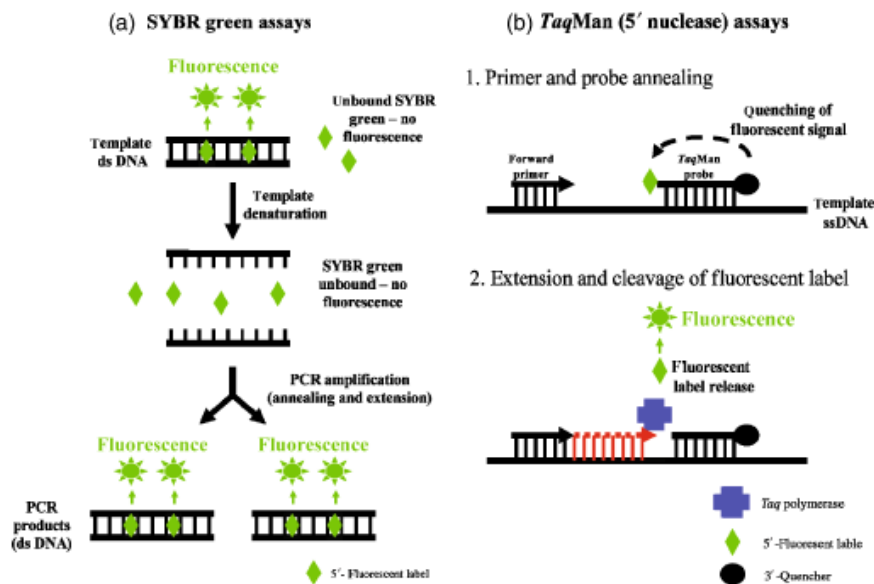 (a) SYBR green assays
Fluorescence
Unbound SYBR
green – no
fluorescence
Template
ds DNA
Template
denaturation
SYBR green
unbound – no
fluorescence
PCR amplification
(annealing and extension)
Fluorescence
Fluorescence
PCR
products
(ds DNA)
5′- Fluorescent label
(b) TaqMan (5′ nuclease) assays
1. Primer and probe annealing
Quenching of
fluorescent signal
Forward
primer
TaqMan
probe
Template
ssDNA
2. Extension and cleavage of fluorescent label
Fluorescence
Fluorescent
label release
Taq polymerase
5′-Fluoresent lable
3′-Quencher